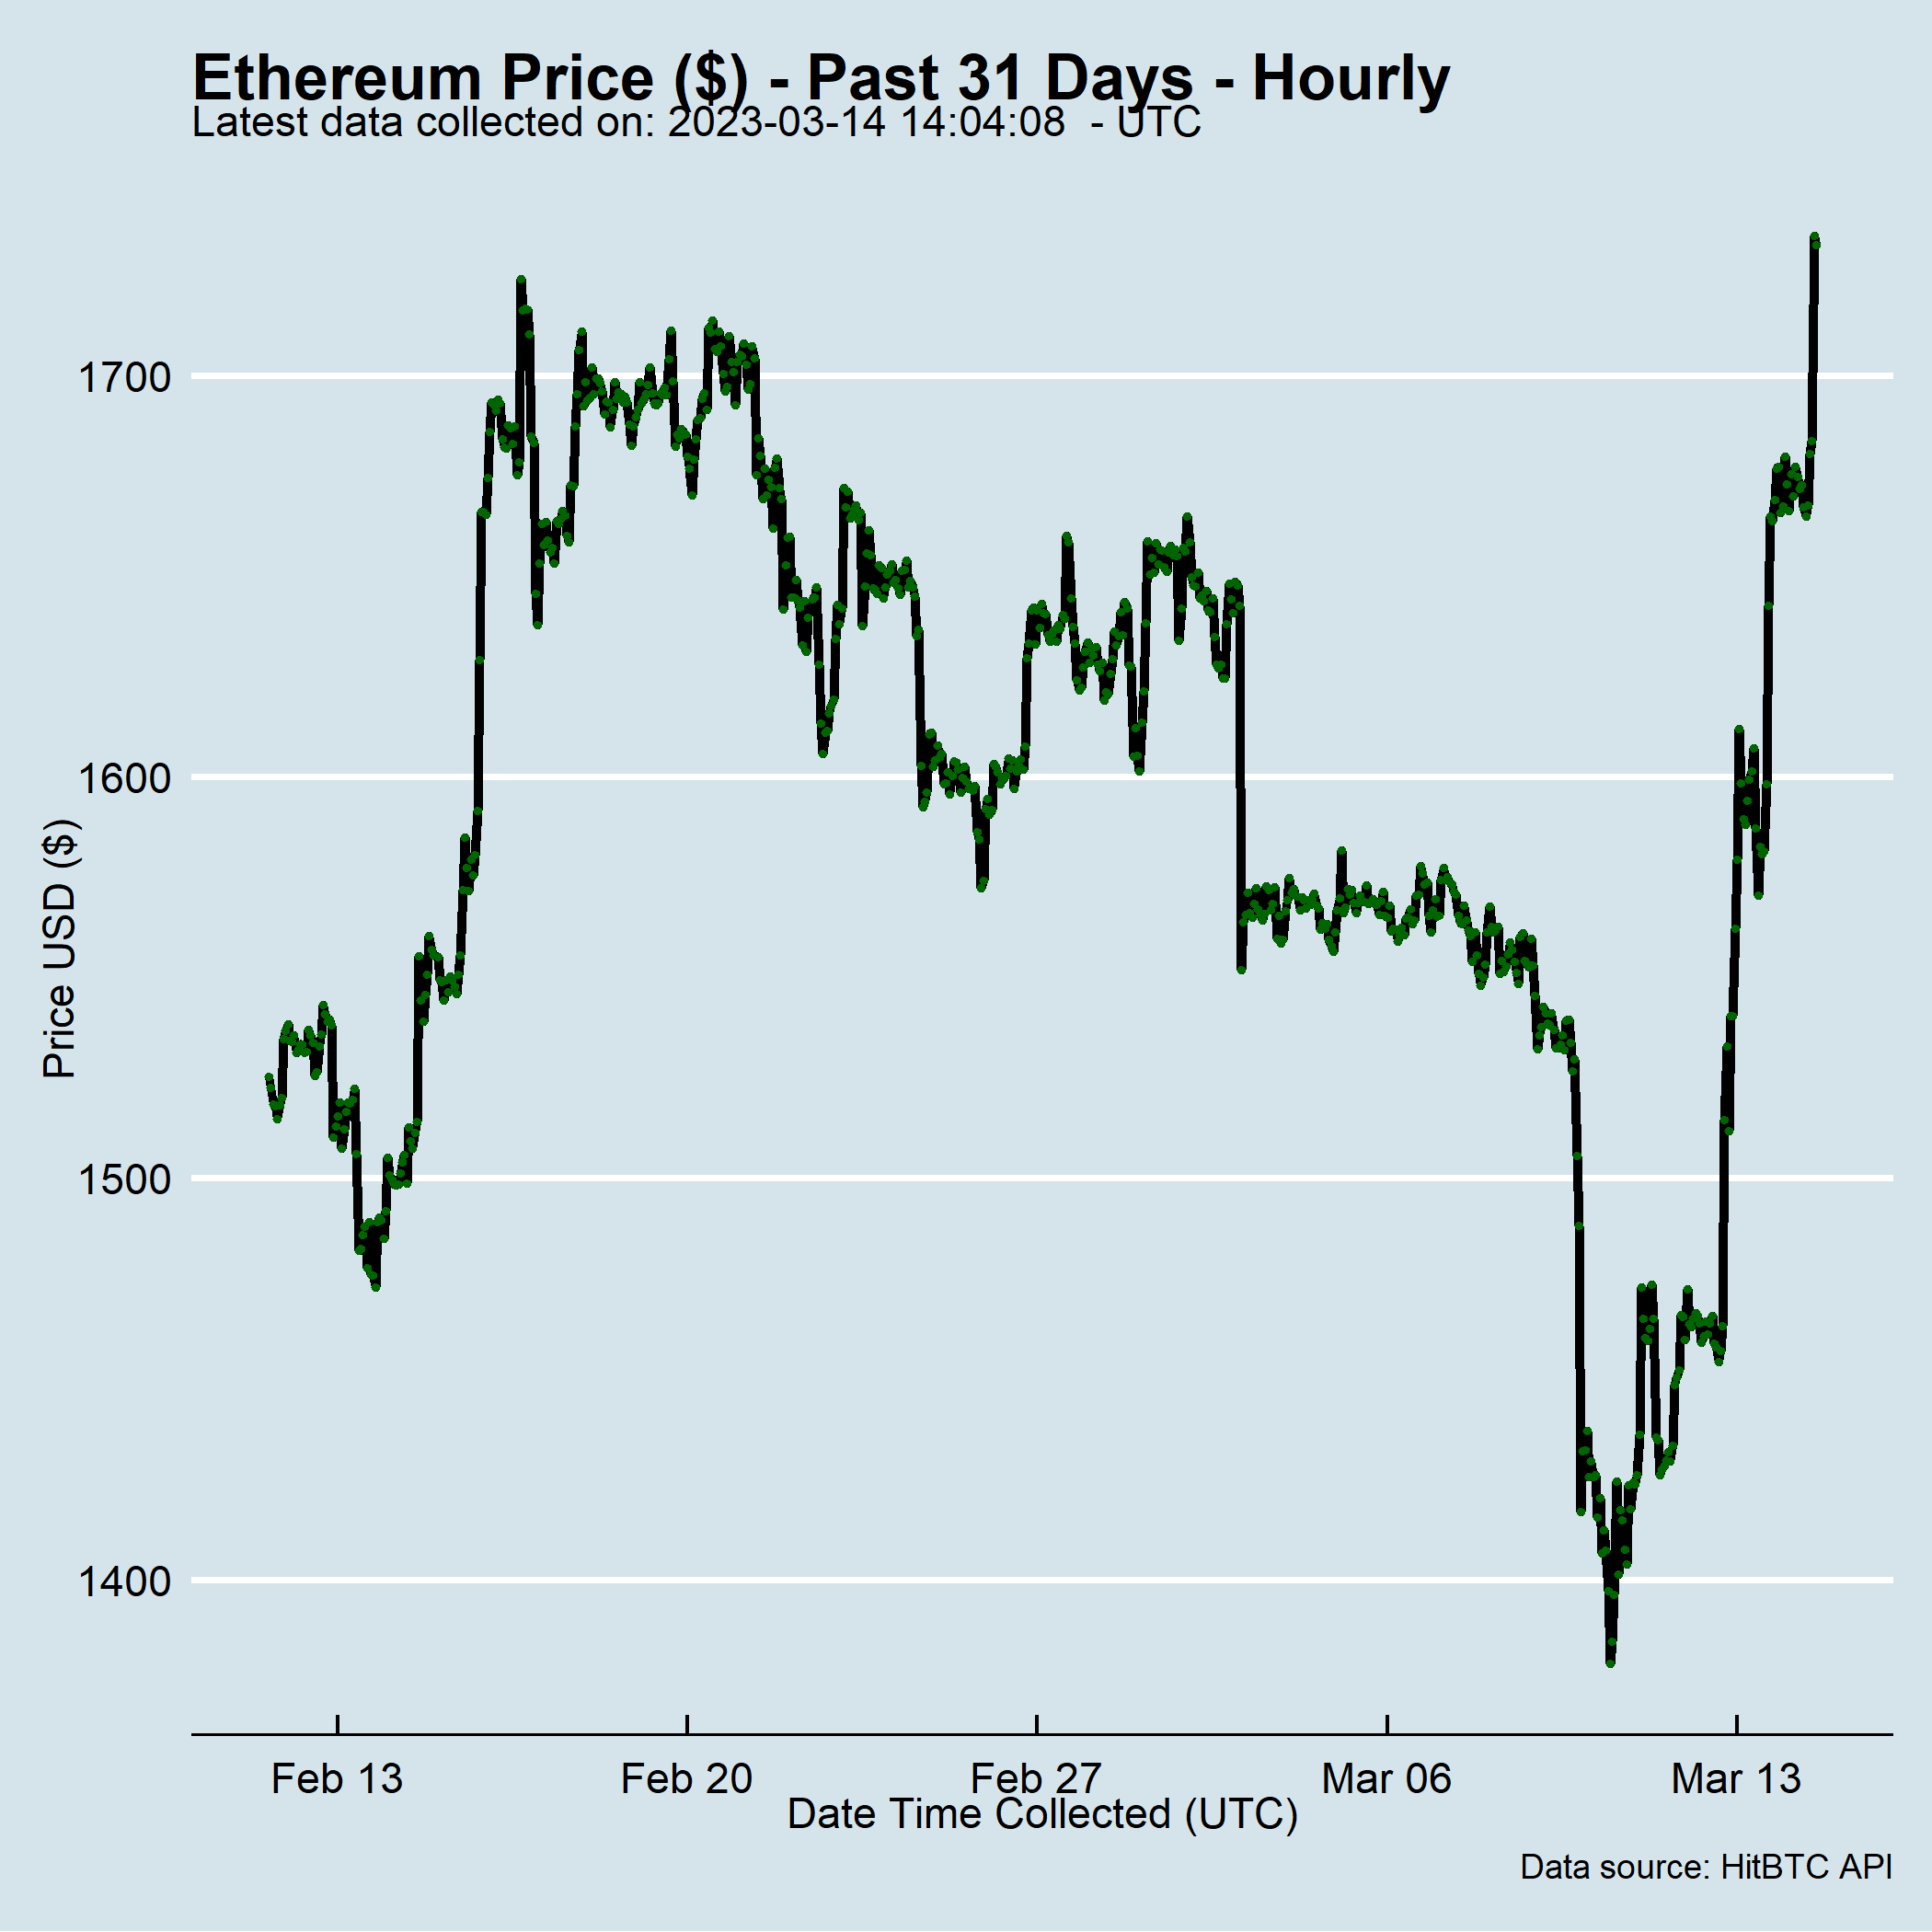 Ethereum Price ($) - Past 31 Days - Hourly
Latest data collected on: 2023-03-14 14:04:08  - UTC
Price USD ($)
1700
1600
1500
1400
Feb 13
Feb 20
Feb 27
Mar 06
Mar 13
Date Time Collected (UTC)
Data source: HitBTC API